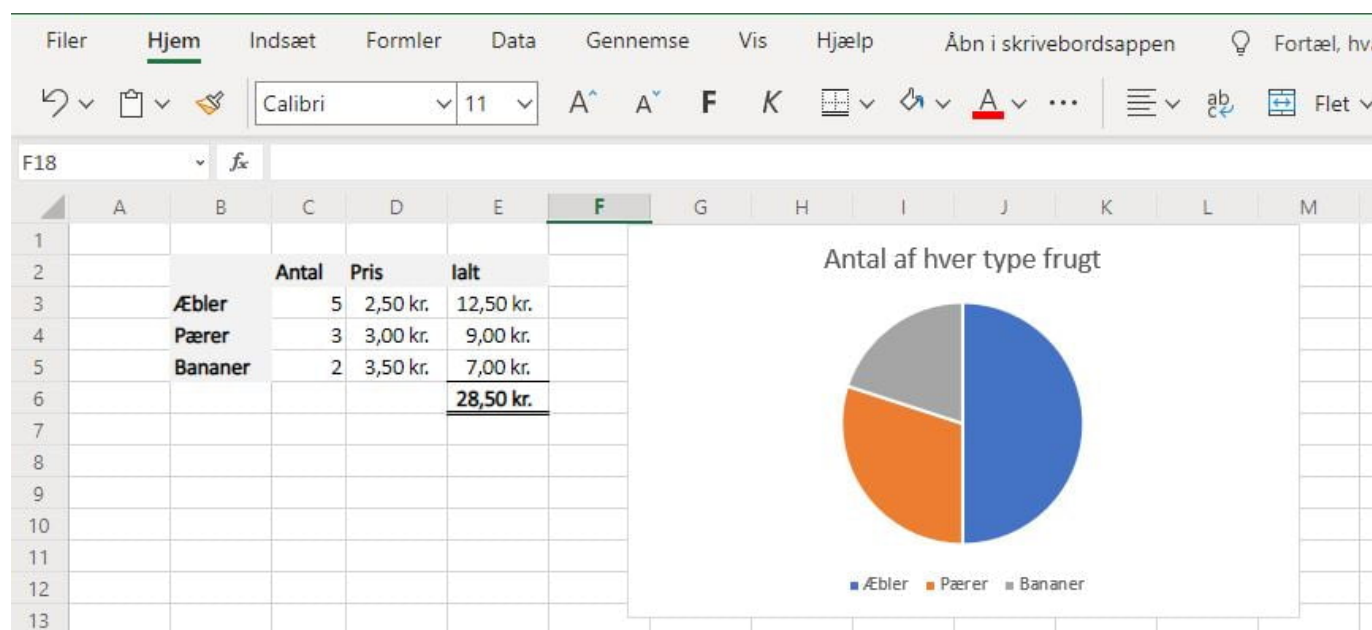 Filer Hjem Indsæt Formler Data Gennemse Vis Hjælp Åbn i skrivebordsappen Fortæl,
Calibri 11 A A F K A ab c Flet
F18 fx
A B C D E F G H I J K L M
1
2 Antal Pris Ialt
3 Æbler 5 2,50 kr. 12,50 kr.
4 Pærer 3 3,00 kr. 9,00 kr.
5 Bananer 2 3,50 kr. 7,00 kr.
6 28,50 kr.
7
8
9
10
11
12
13
Antal af hver type frugt
Æbler Pærer Bananer